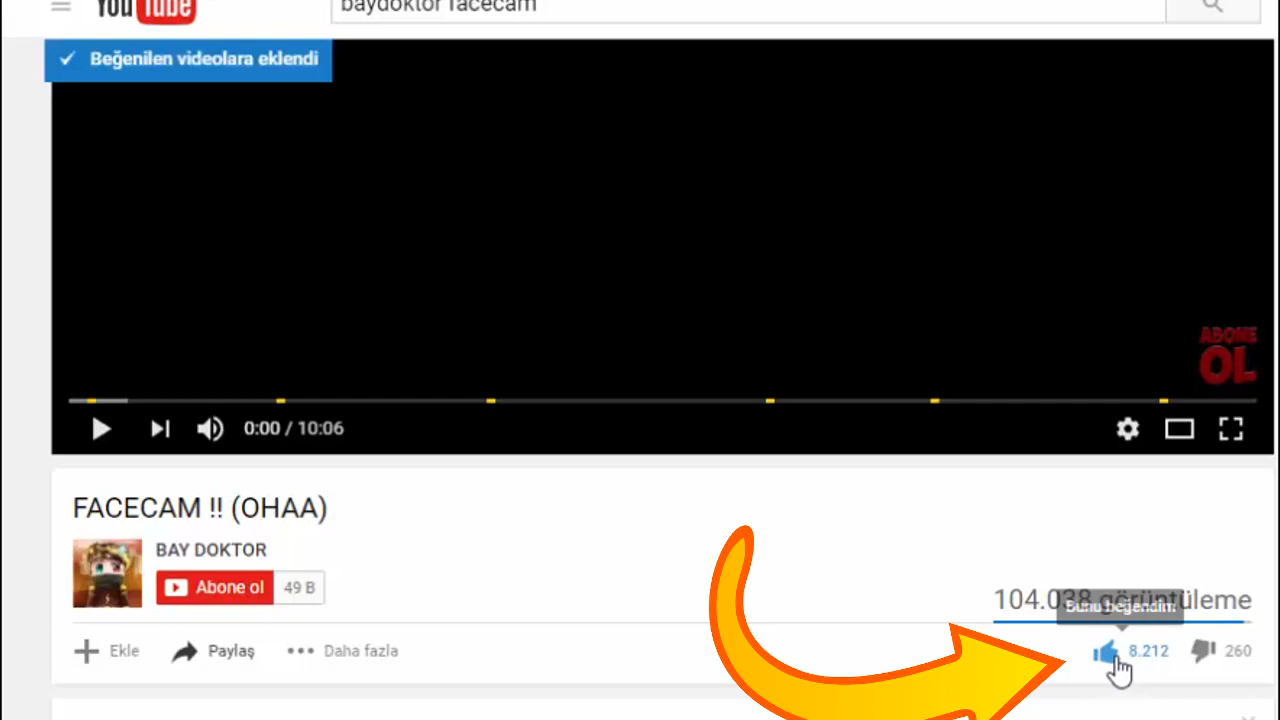 YouTube
baydoktor facecam
Beğenilen videolara eklendi
ABONE
OL
0:00 / 10:06
FACECAM !! (OHAA)
BAY DOKTOR
Abone ol 49 B
104.038 görüntüleme
Bunu beğendim
Ekle Paylaş Daha fazla 8.212 260